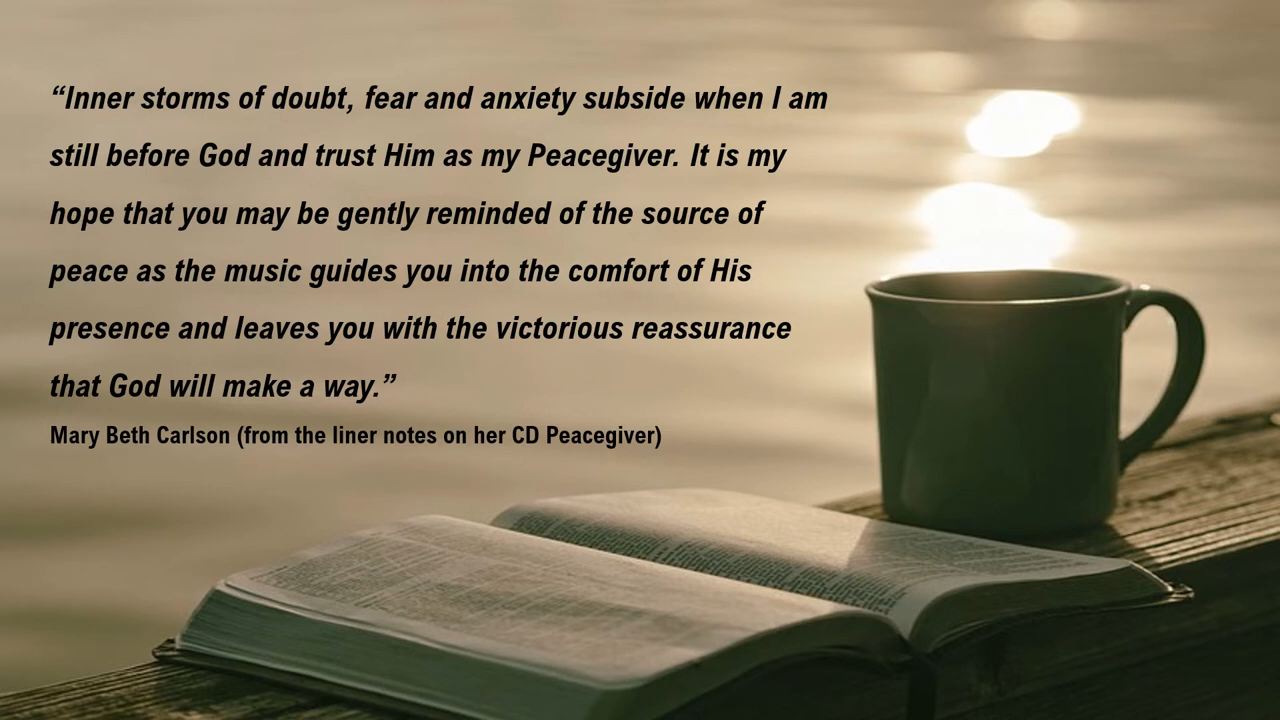 “Inner storms of doubt, fear and anxiety subside when I am
still before God and trust Him as my Peacegiver. It is my
hope that you may be gently reminded of the source of
peace as the music guides you into the comfort of His
presence and leaves you with the victorious reassurance
that God will make a way.”
Mary Beth Carlson (from the liner notes on her CD Peacegiver)